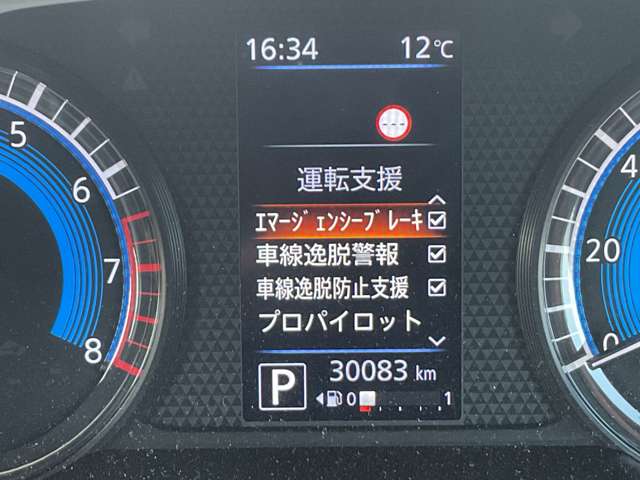 16:34 12℃
---
運転支援
エマージェンシーブレーキ
車線逸脱警報
車線逸脱防止支援
プロパイロット
P 30083 km
0 1
5
6
7
8
4
20
0